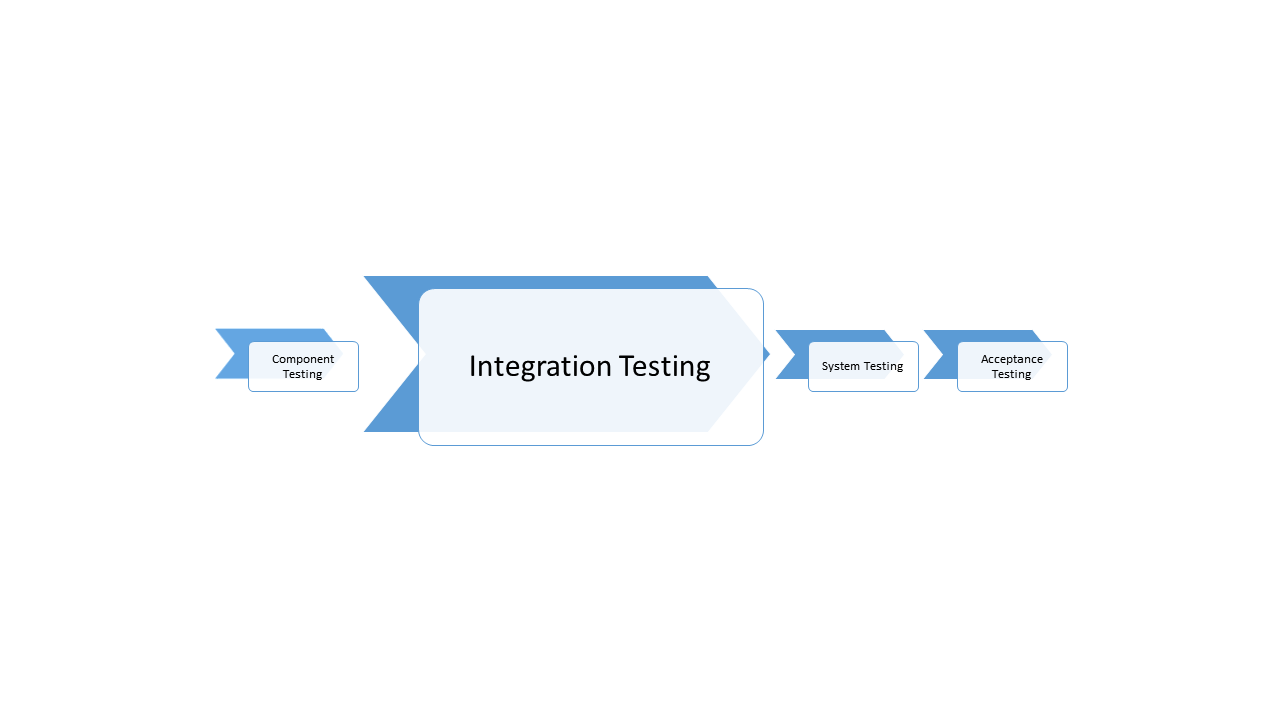 Component
Testing
Integration Testing
System Testing
Acceptance
Testing